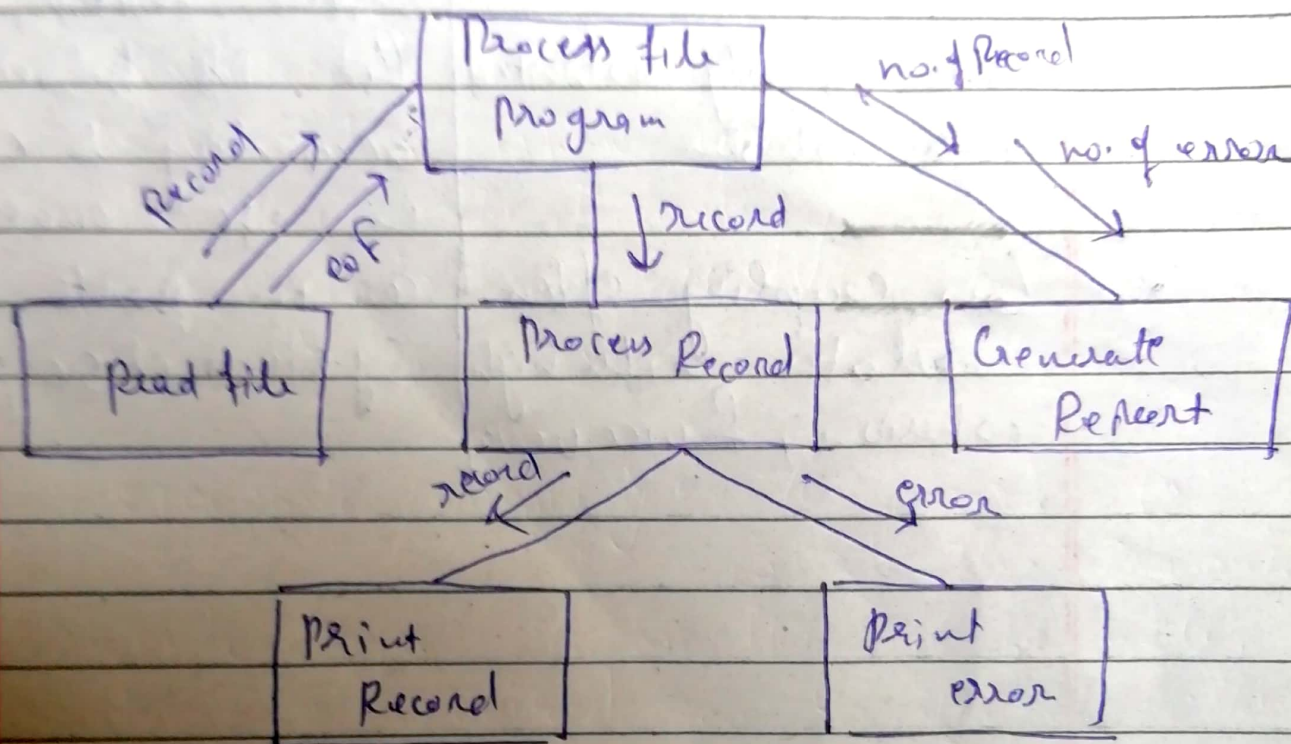 Process file
program
no. of Record
no. of error
Record
eof
record
Read file
Process Record
Generate
Report
record
error
Print
Record
Print
error